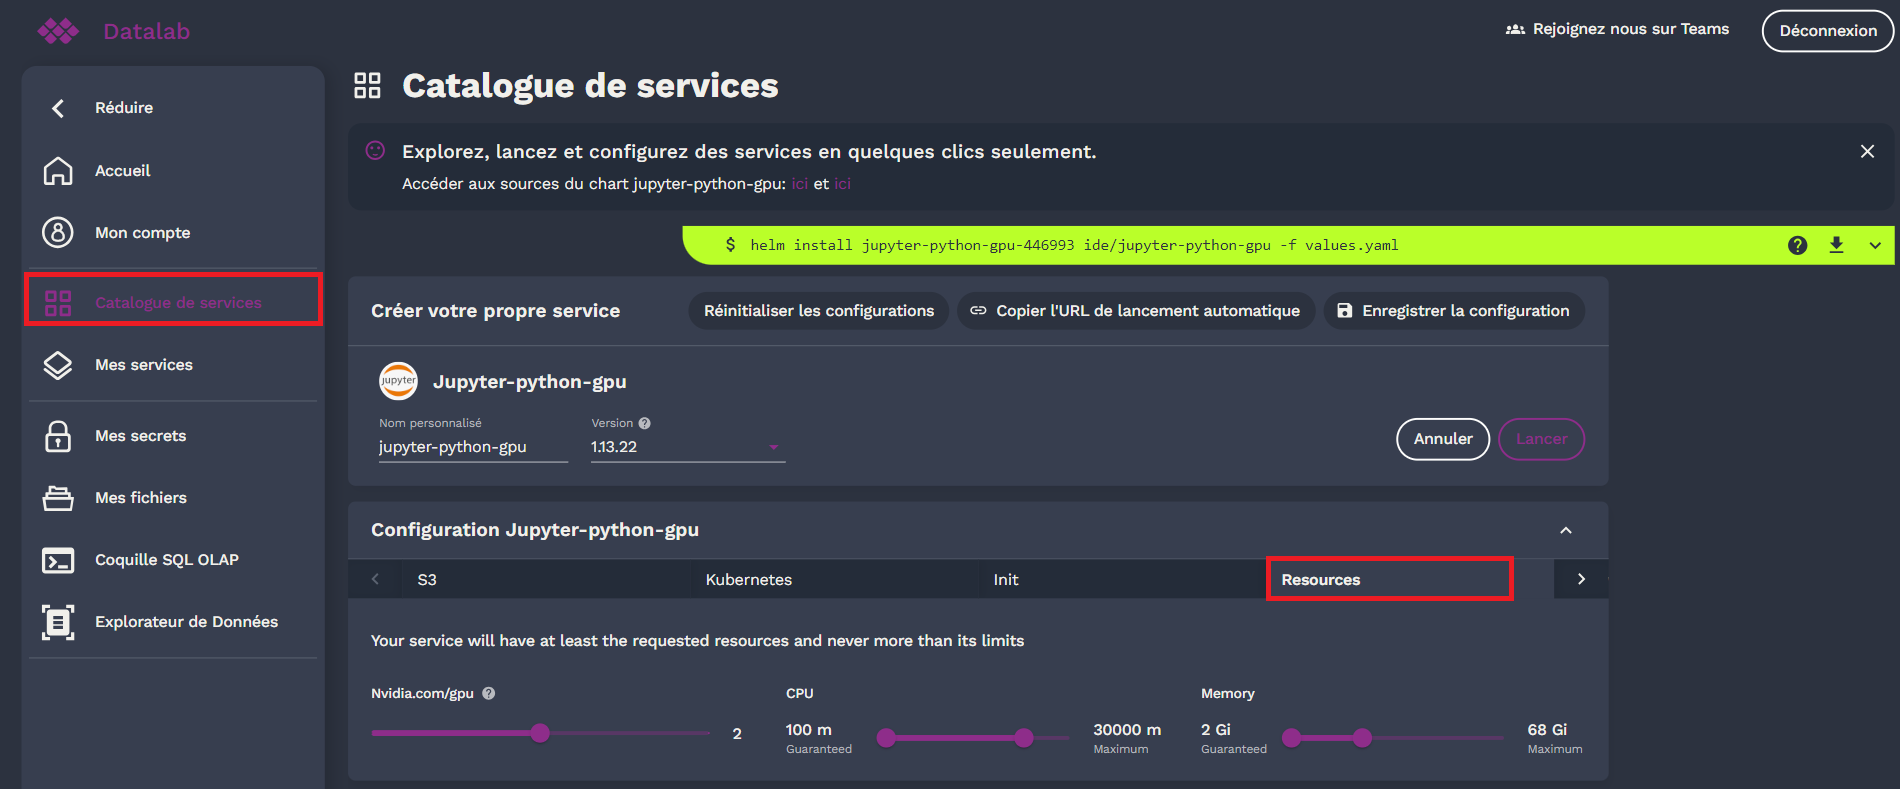 Datalab
Rejoignez nous sur Teams
Déconnexion
Réduire
Accueil
Mon compte
Catalogue de services
Mes services
Mes secrets
Mes fichiers
Coquille SQL OLAP
Explorateur de Données
Catalogue de services
Explorez, lancez et configurez des services en quelques clics seulement.
Accéder aux sources du chart jupyter-python-gpu: ici et ici
$ helm install jupyter-python-gpu-446993 ide/jupyter-python-gpu -f values.yaml
Créer votre propre service
Réinitialiser les configurations
Copier l'URL de lancement automatique
Enregistrer la configuration
jupyter
Jupyter-python-gpu
Nom personnalisé
jupyter-python-gpu
Version
1.13.22
Annuler
Lancer
Configuration Jupyter-python-gpu
S3
Kubernetes
Init
Resources
Your service will have at least the requested resources and never more than its limits
Nvidia.com/gpu
2
CPU
100 m
Guaranteed
30000 m
Maximum
Memory
2 Gi
Guaranteed
68 Gi
Maximum